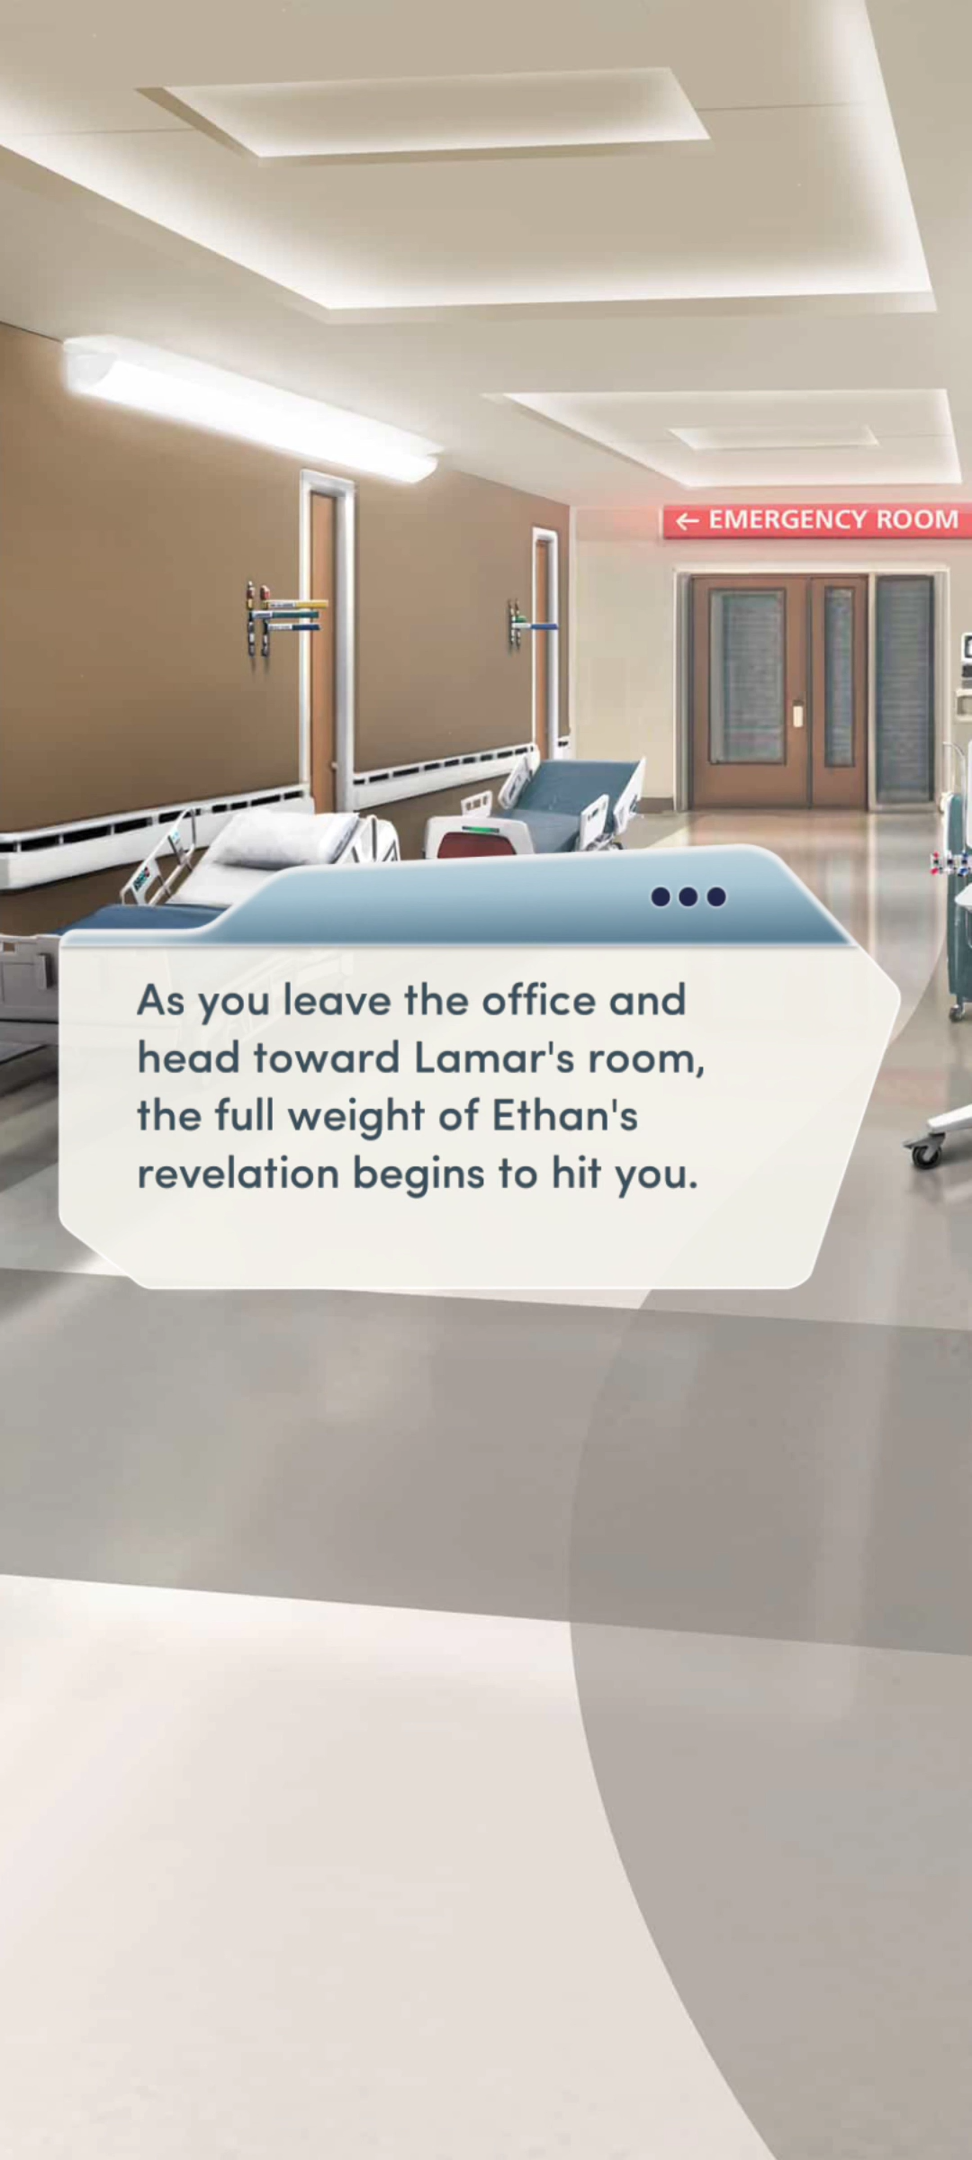 ← EMERGENCY ROOM
As you leave the office and
head toward Lamar's room,
the full weight of Ethan's
revelation begins to hit you.